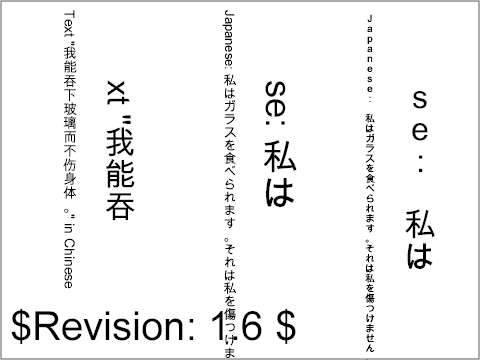 Text "我能吞下玻璃而不伤身体 。" in Chinese
xt "我能吞
Japanese: 私はガラスを食べられます 。それは私を傷つけま
se: 私は
Japanese: 私はガラスを食べられます 。それは私を傷つけません
se: 私は
$Revision: 1.6 $